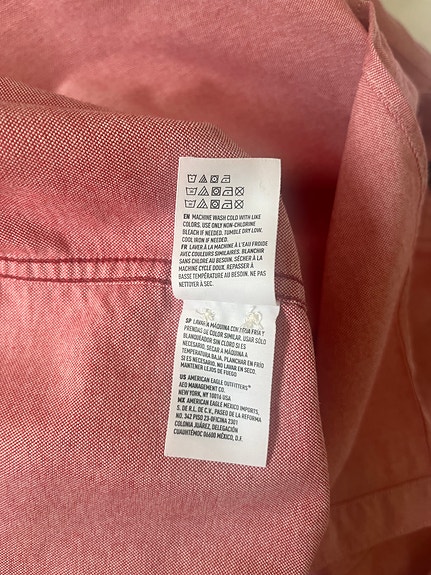 EN MACHINE WASH COLD WITH LIKE
COLORS. USE ONLY NON-CHLORINE
BLEACH IF NEEDED. TUMBLE DRY LOW.
COOL IRON IF NEEDED.
FR LAVER À LA MACHINE À L'EAU FROIDE
AVEC COULEURS SIMILAIRES. BLANCHIR
SANS CHLORE AU BESOIN. SÉCHER À LA
MACHINE CYCLE DOUX. REPASSER À
BASSE TEMPÉRATURE AU BESOIN. NE PAS
NETTOYER À SEC.
SP LAVAR A MÁQUINA CON AGUA FRÍA Y
PRENDAS DE COLOR SIMILAR. USAR SÓLO
BLANQUEADOR SIN CLORO SI ES
NECESARIO. SECAR A MÁQUINA A
TEMPERATURA BAJA, PLANCHAR EN FRÍO
SI ES NECESARIO. NO LAVAR EN SECO.
MANTENER LEJOS DE FUEGO
US AMERICAN EAGLE OUTFITTERS®
AEO MANAGEMENT CO.
NEW YORK, NY 10016 USA
MX AMERICAN EAGLE MEXICO IMPORTS,
S. DE R.L. DE C.V., PASEO DE LA REFORMA
NO. 342 PISO 23-OFICINA 2301
COLONIA JUÁREZ, DELEGACIÓN
CUAUHTÉMOC 06600 MÉXICO, D.F.